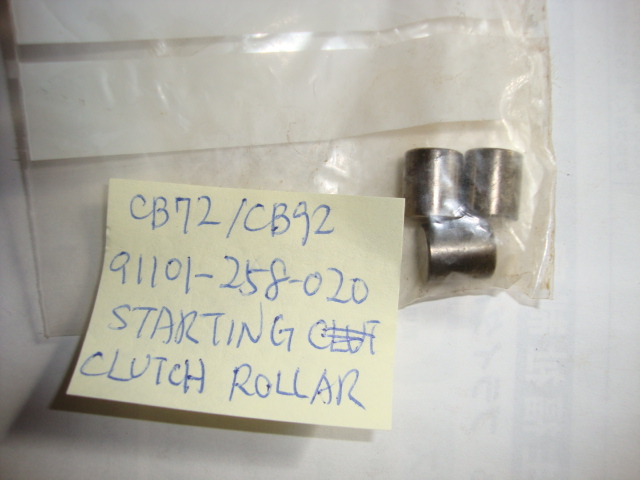 CB72/CB92
91101-258-020
STARTING
CLUTCH ROLLAR